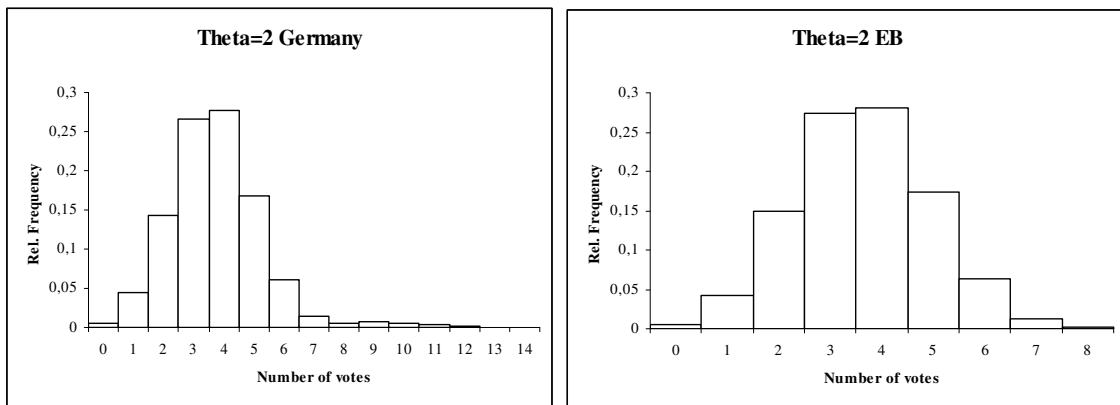 Theta=2 Germany
0,3
0,25
0,2
0,15
0,1
0,05
0
Rel. Frequency
0 1 2 3 4 5 6 7 8 9 10 11 12 13 14
Number of votes
Theta=2 EB
0,3
0,25
0,2
0,15
0,1
0,05
0
Rel. Frequency
0 1 2 3 4 5 6 7 8
Number of votes